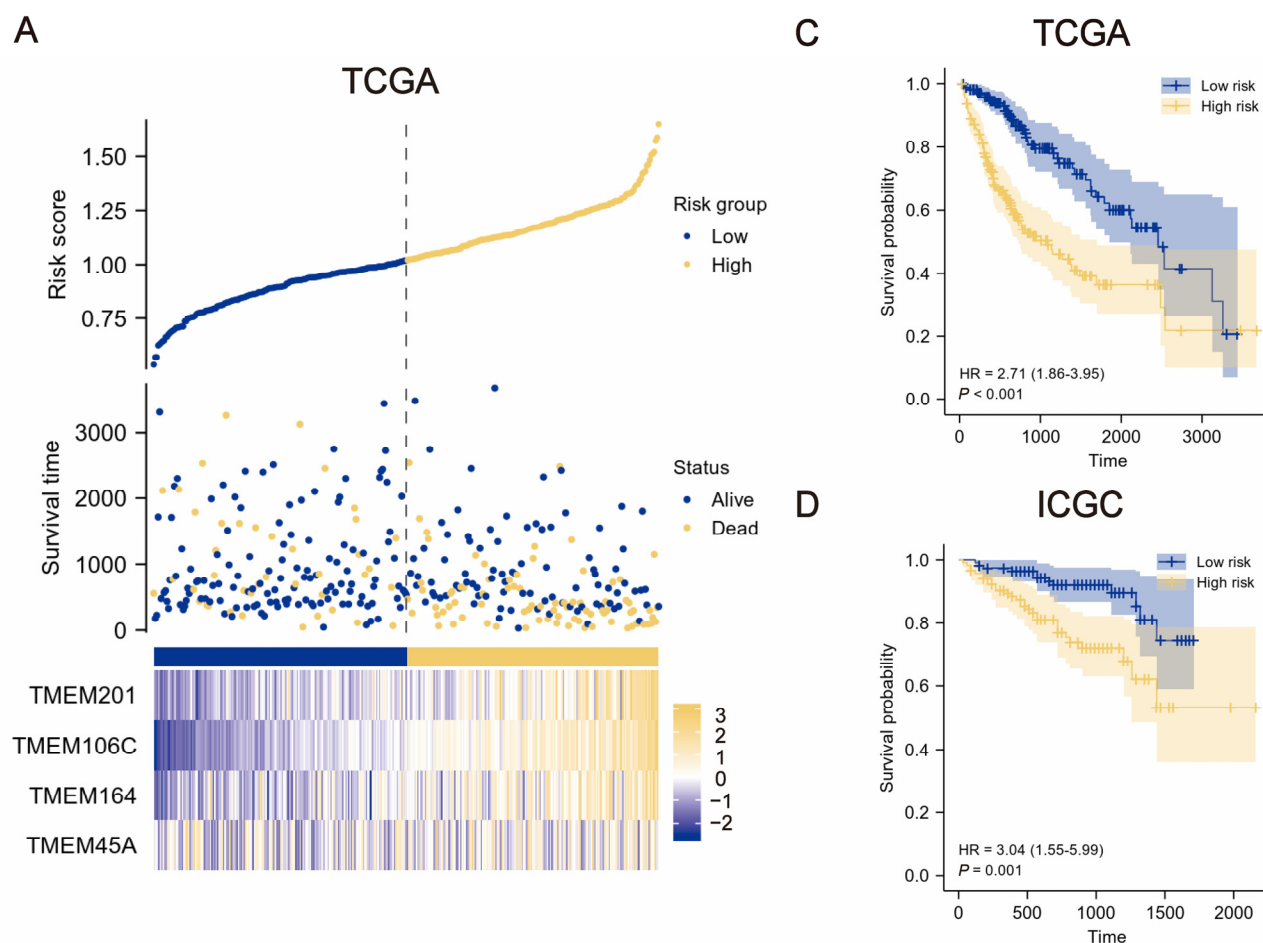 A
TCGA
Risk score
1.50
1.25
1.00
0.75
Risk group
Low
High
Survival time
3000
2000
1000
0
Status
Alive
Dead
TMEM201
TMEM106C
TMEM164
TMEM45A
3
2
1
0
−1
−2
C
TCGA
Survival probability
1.0
0.8
0.6
0.4
0.2
0.0
Low risk
High risk
HR = 2.71 (1.86-3.95)
P < 0.001
0 1000 2000 3000
Time
D
ICGC
Survival probability
1.0
0.8
0.6
0.4
0.2
0.0
Low risk
High risk
HR = 3.04 (1.55-5.99)
P = 0.001
0 500 1000 1500 2000
Time